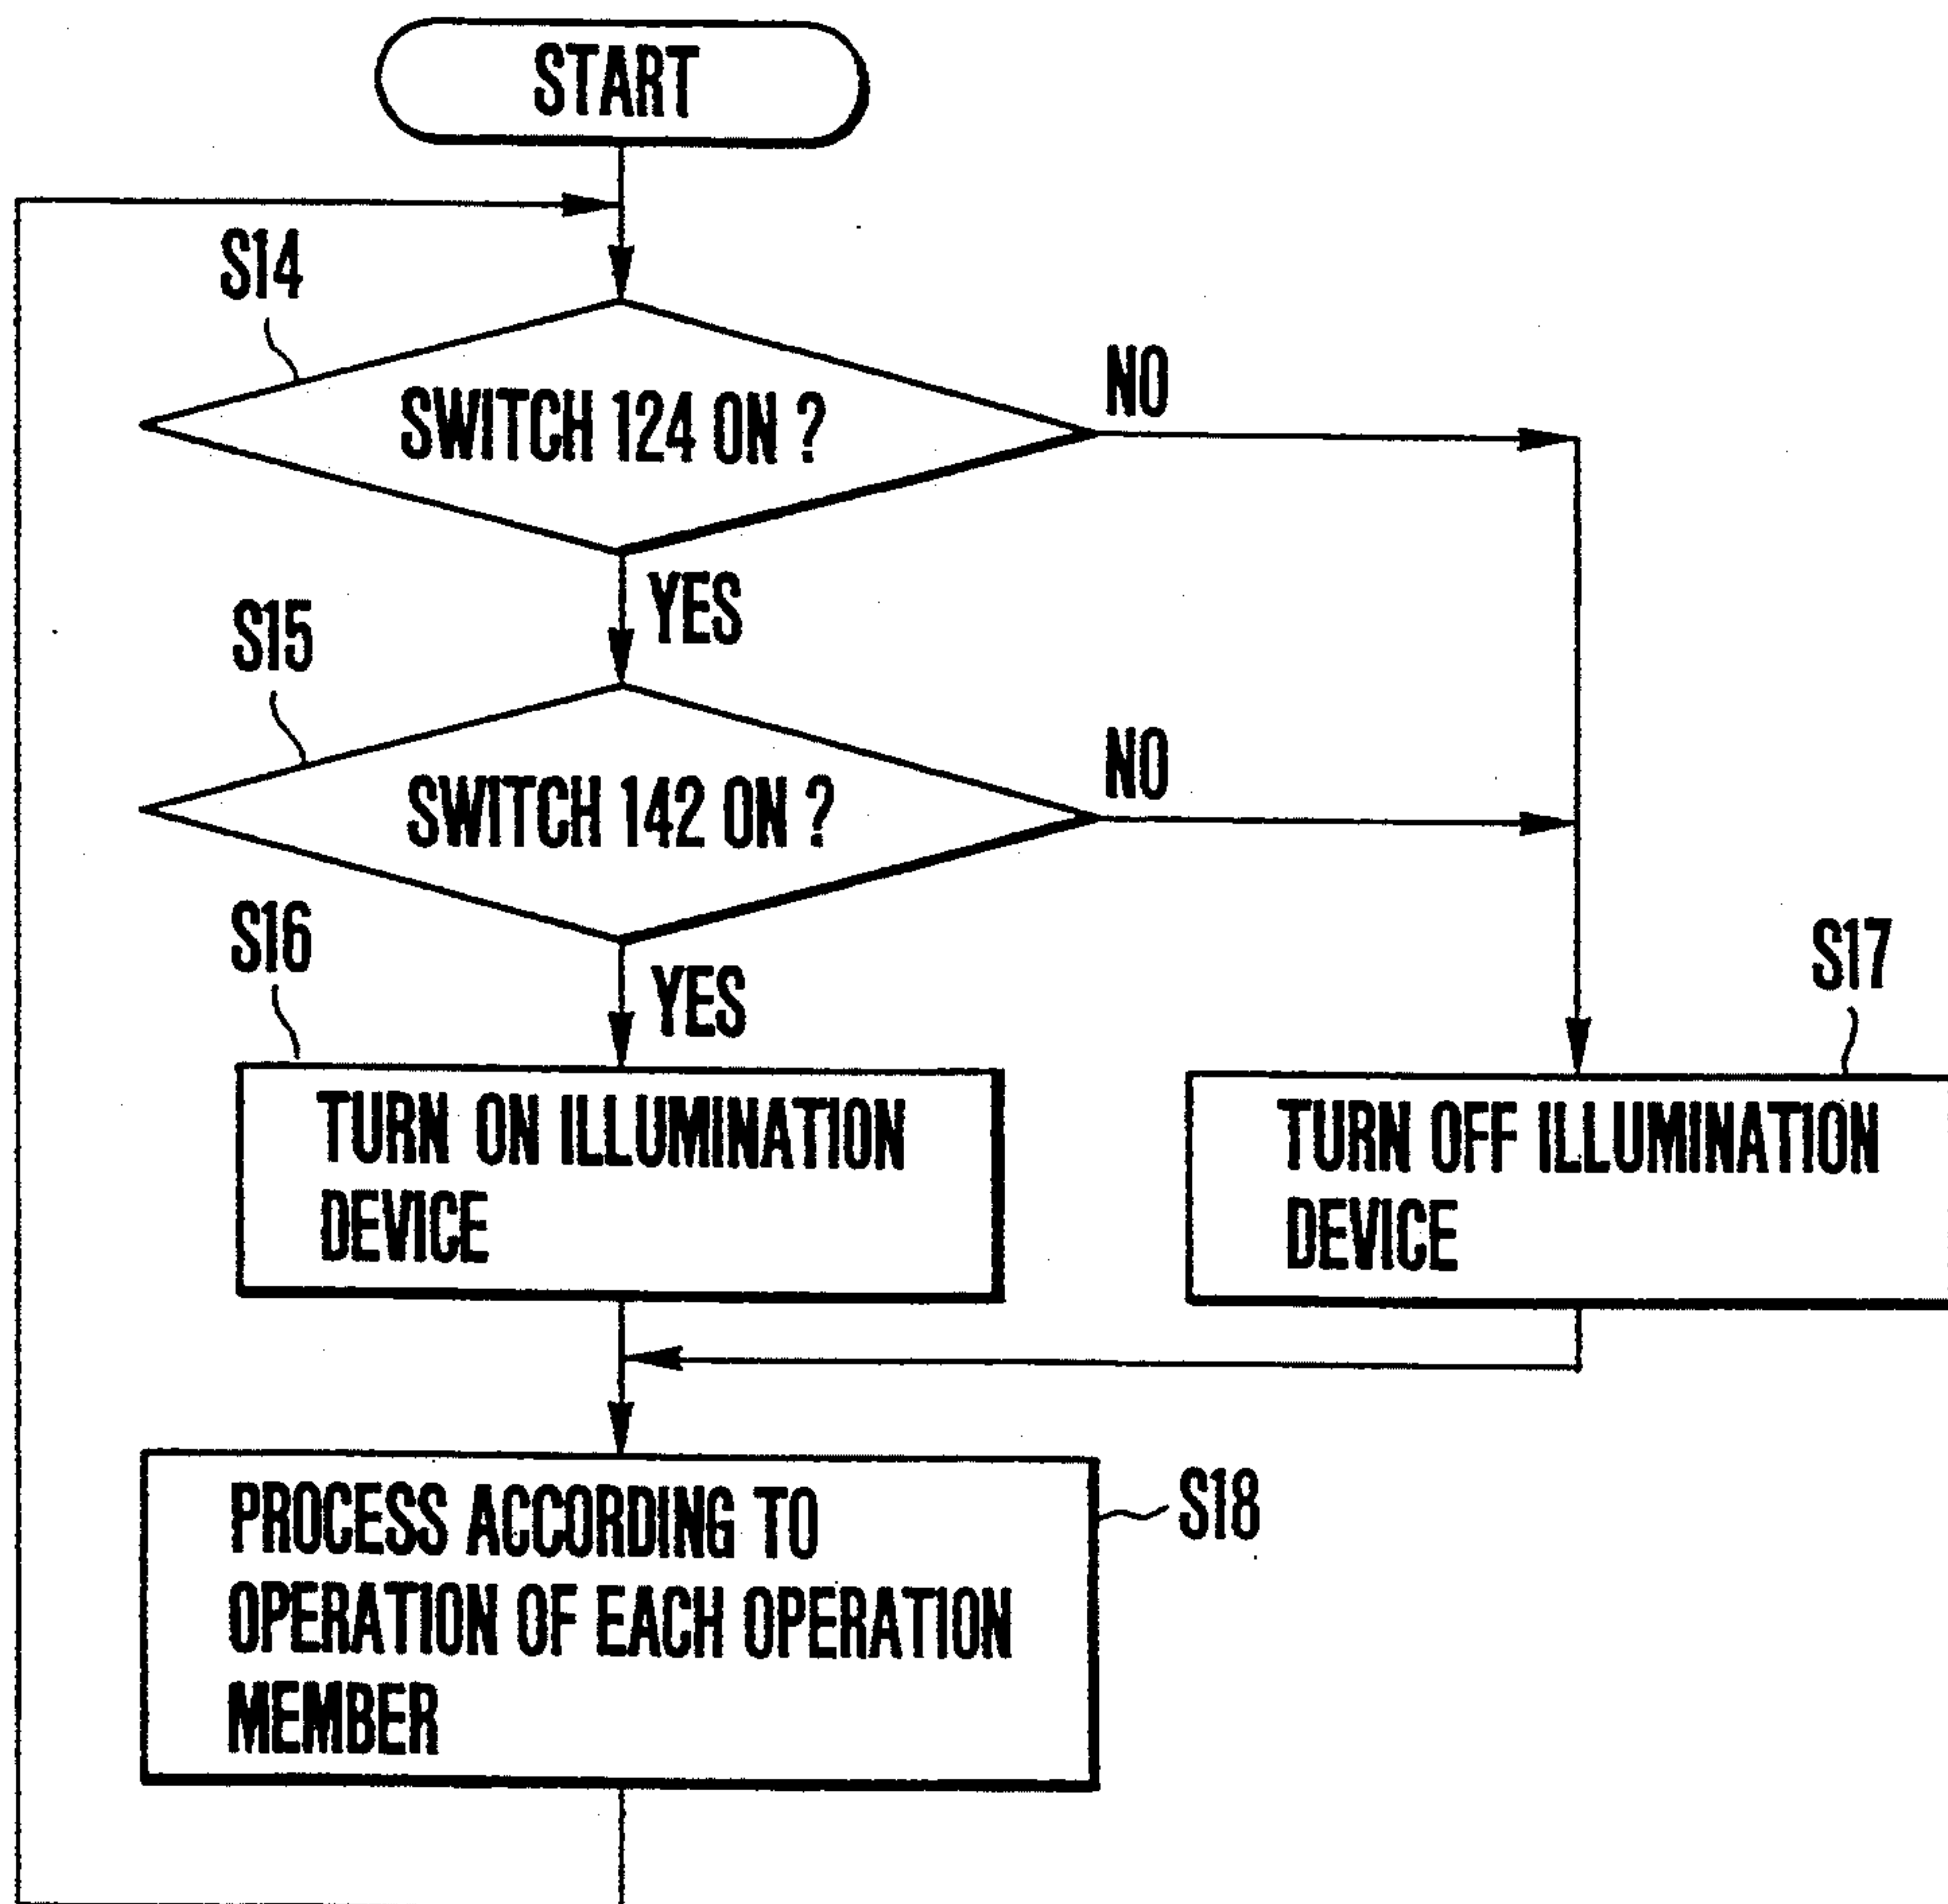 START
S14
SWITCH 124 ON ?
NO
YES
S15
SWITCH 142 ON ?
NO
YES
S16
TURN ON ILLUMINATION
DEVICE
S17
TURN OFF ILLUMINATION
DEVICE
PROCESS ACCORDING TO
OPERATION OF EACH OPERATION
MEMBER
S18